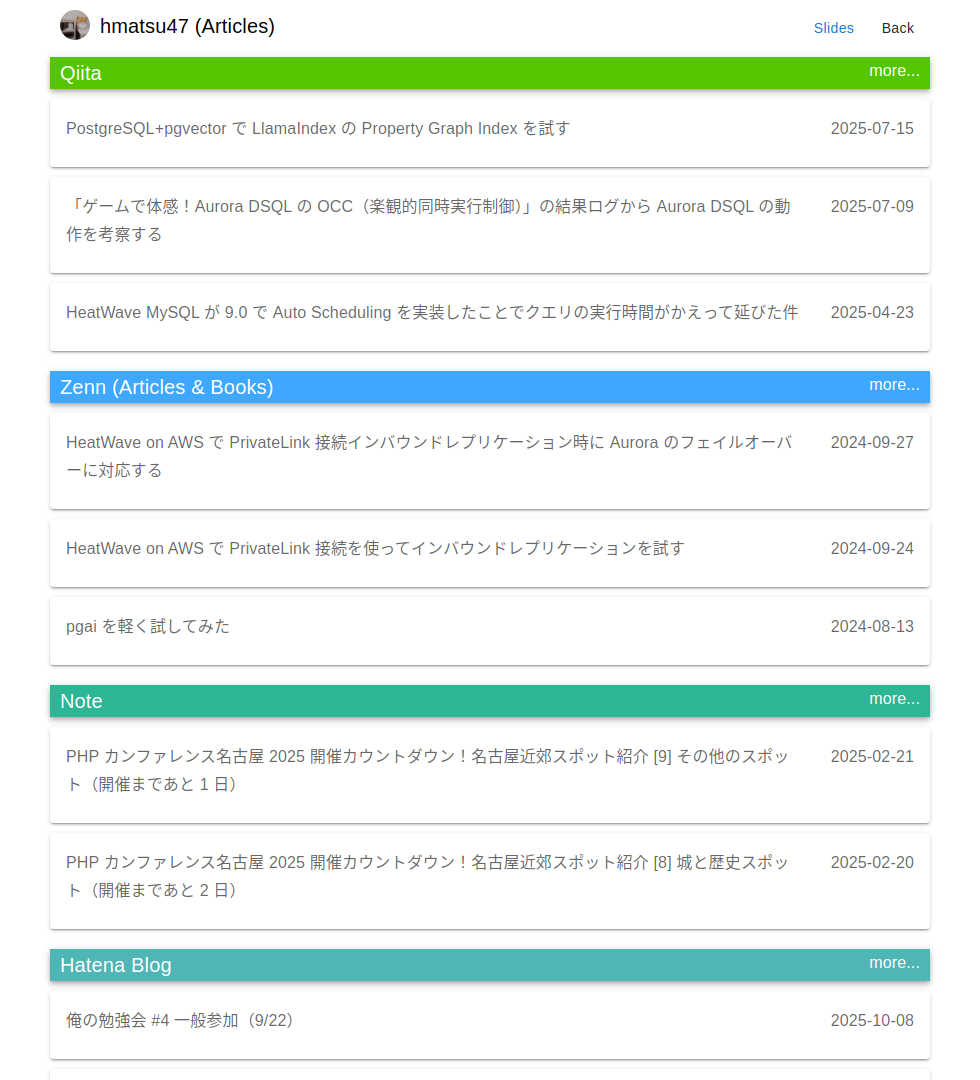 hmatsu47 (Articles)
Slides
Back
Qiita
more...
PostgreSQL+pgvector で LlamaIndex の Property Graph Index を試す
2025-07-15
「ゲームで体感！Aurora DSQL の OCC（楽観的同時実行制御）」の結果ログから Aurora DSQL の動
作を考察する
2025-07-09
HeatWave MySQL が 9.0 で Auto Scheduling を実装したことでクエリの実行時間がかえって延びた件
2025-04-23
Zenn (Articles & Books)
more...
HeatWave on AWS で PrivateLink 接続インバウンドレプリケーション時に Aurora のフェイルオーバ
ーに対応する
2024-09-27
HeatWave on AWS で PrivateLink 接続を使ってインバウンドレプリケーションを試す
2024-09-24
pgai を軽く試してみた
2024-08-13
Note
more...
PHP カンファレンス名古屋 2025 開催カウントダウン！名古屋近郊スポット紹介 [9] その他のスポッ
ト（開催まであと 1 日）
2025-02-21
PHP カンファレンス名古屋 2025 開催カウントダウン！名古屋近郊スポット紹介 [8] 城と歴史スポッ
ト（開催まであと 2 日）
2025-02-20
Hatena Blog
more...
俺の勉強会 #4 一般参加（9/22）
2025-10-08